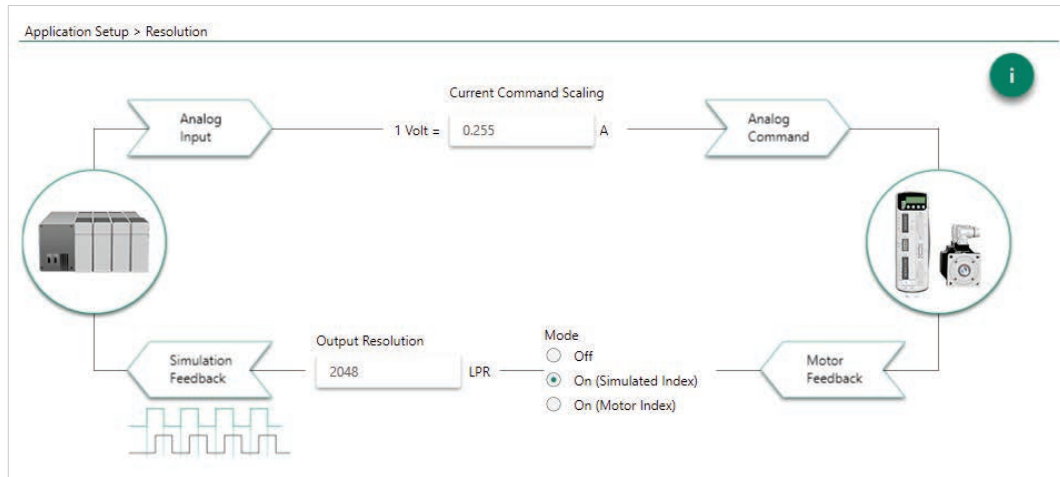 Application Setup > Resolution
i
Current Command Scaling
Analog
Input
1 Volt = 0.255 A
Analog
Command
Simulation
Feedback
Output Resolution
2048 LPR
Mode
Off
On (Simulated Index)
On (Motor Index)
Motor
Feedback